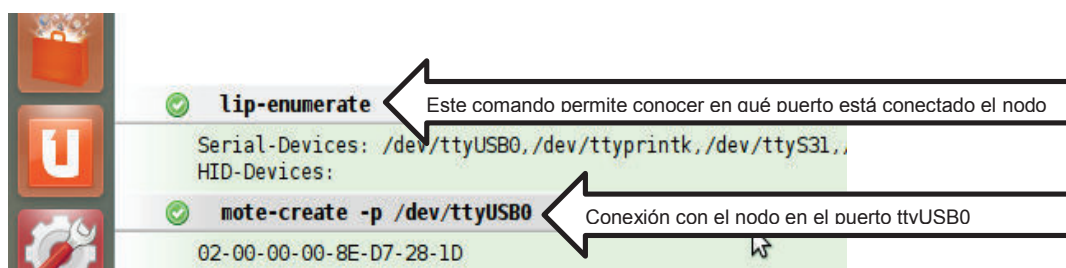 lip-enumerate
Este comando permite conocer en qué puerto está conectado el nodo
Serial-Devices: /dev/ttyUSB0,/dev/ttyprintk,/dev/ttyS31,
HID-Devices:
mote-create -p /dev/ttyUSB0
Conexión con el nodo en el puerto ttyUSB0
02-00-00-00-8E-D7-28-1D